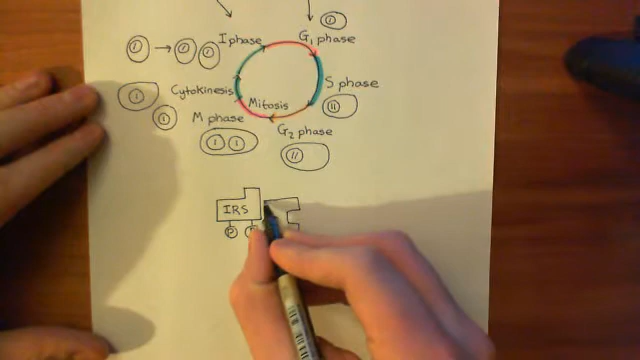 I phase
G₁ phase
S phase
Cytokinesis
Mitosis
M phase
G₂ phase
IRS
P